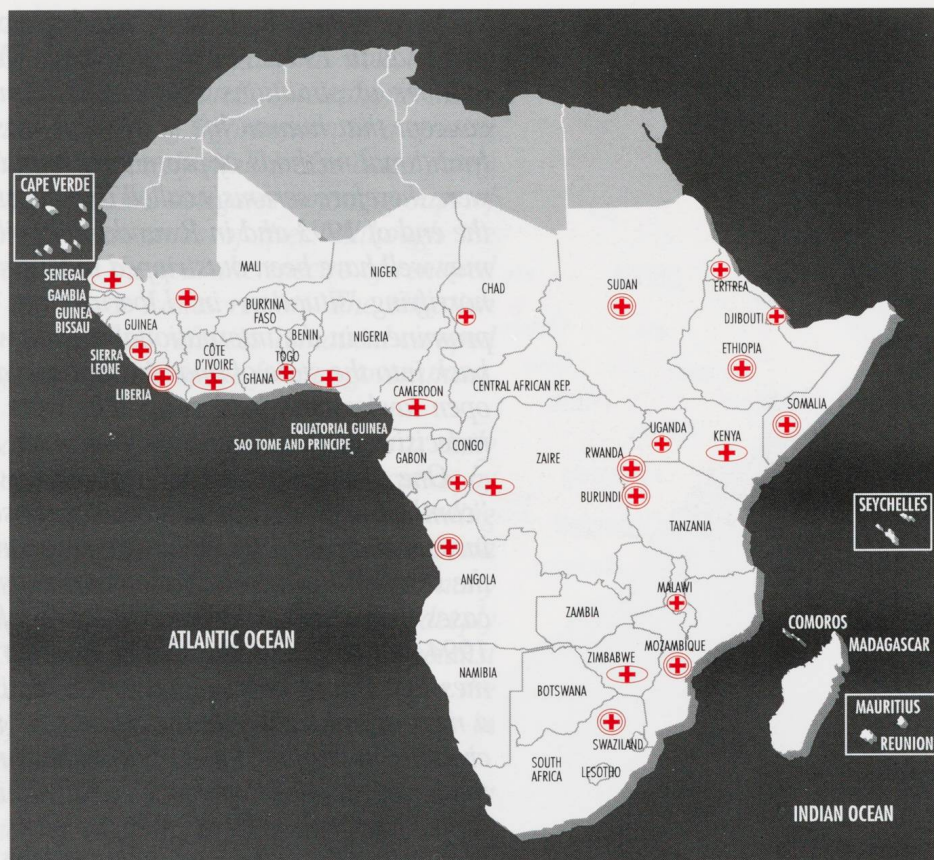 CAPE VERDE
SENEGAL
GAMBIA
GUINEA
BISSAU
GUINEA
SIERRA
LEONE
LIBERIA
MALI
BURKINA
FASO
CÔTE
D'IVOIRE
GHANA
TOGO
BENIN
NIGER
NIGERIA
CHAD
SUDAN
ERITREA
DJIBOUTI
ETHIOPIA
SOMALIA
CAMEROON
CENTRAL AFRICAN REP.
EQUATORIAL GUINEA
SAO TOME AND PRINCIPE
GABON
CONGO
ZAIRE
UGANDA
KENYA
RWANDA
BURUNDI
TANZANIA
SEYCHELLES
ANGOLA
ZAMBIA
MALAWI
MOZAMBIQUE
ZIMBABWE
COMOROS
MADAGASCAR
MAURITIUS
REUNION
NAMIBIA
BOTSWANA
SWAZILAND
SOUTH
AFRICA
LESOTHO
ATLANTIC OCEAN
INDIAN OCEAN